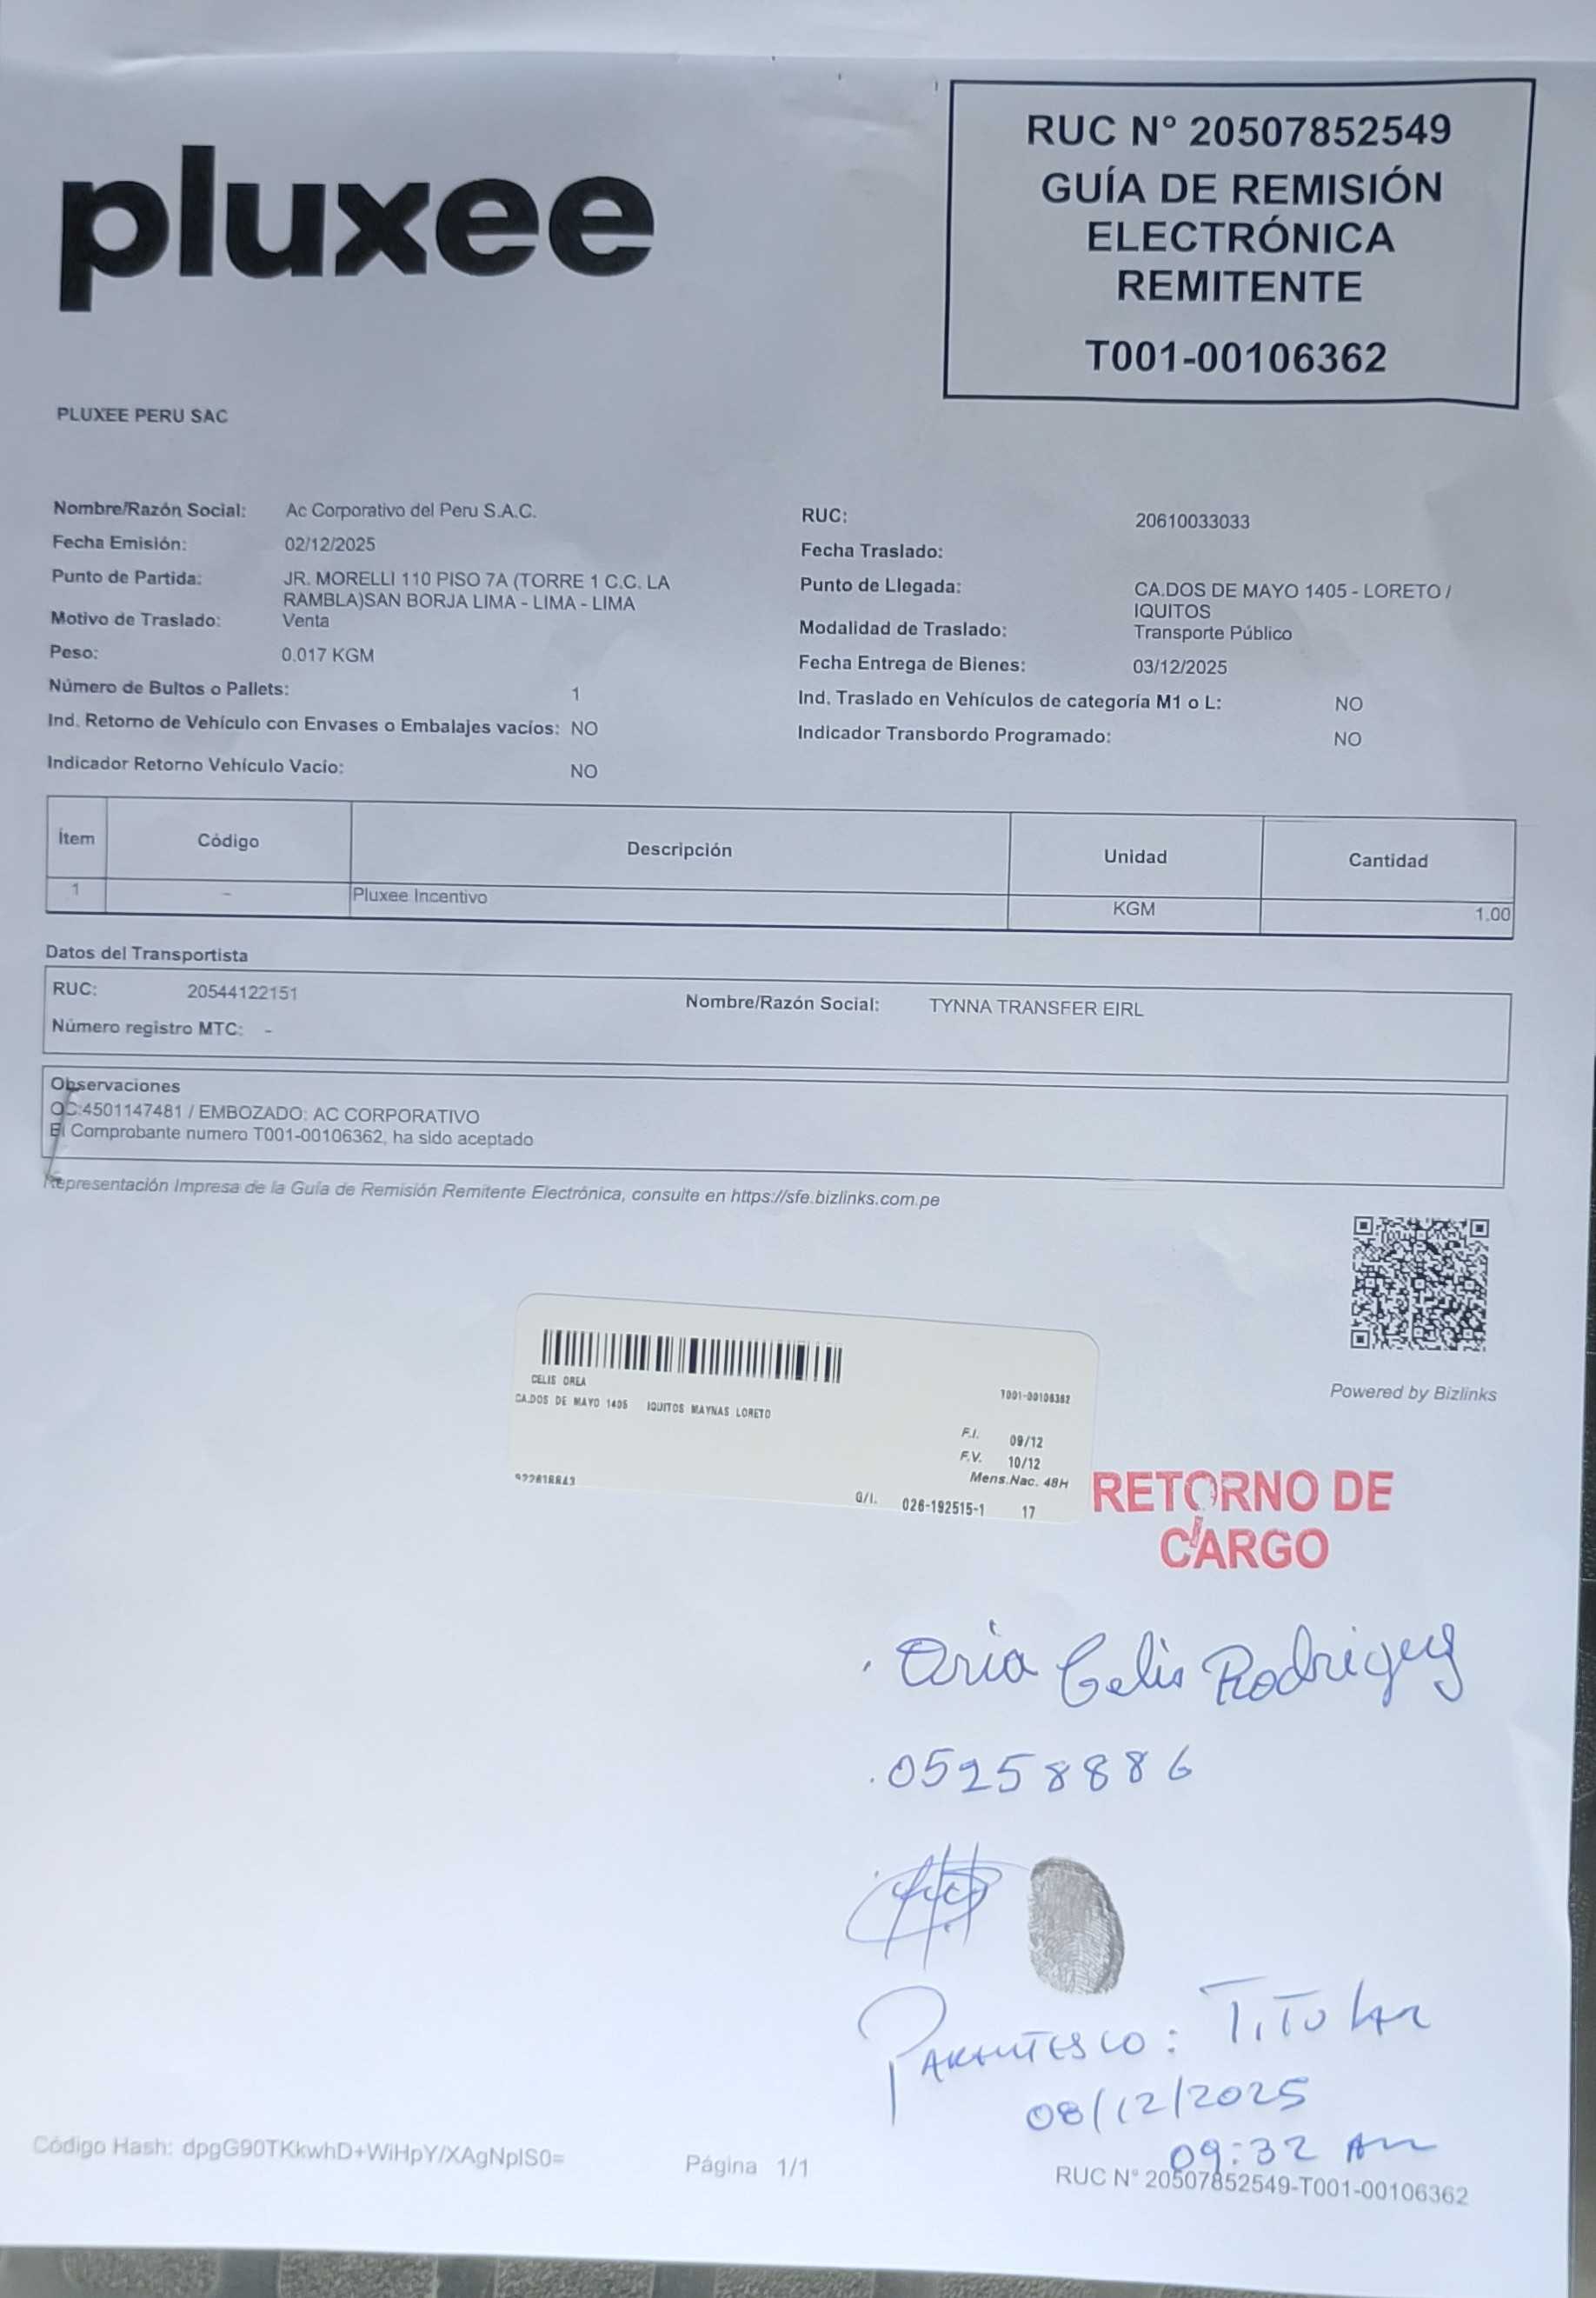 pluxee
RUC N° 20507852549
GUÍA DE REMISIÓN
ELECTRÓNICA
REMITENTE
T001-00106362
PLUXEE PERU SAC
Nombre/Razón Social: Ac Corporativo del Peru S.A.C.
Fecha Emisión: 02/12/2025
Punto de Partida: JR. MORELLI 110 PISO 7A (TORRE 1 C.C. LA
RAMBLA)SAN BORJA LIMA - LIMA - LIMA
Motivo de Traslado: Venta
Peso: 0.017 KGM
Número de Bultos o Pallets: 1
Ind. Retorno de Vehículo con Envases o Embalajes vacíos: NO
Indicador Retorno Vehículo Vacío: NO
RUC: 20610033033
Fecha Traslado:
Punto de Llegada: CA.DOS DE MAYO 1405 - LORETO /
IQUITOS
Modalidad de Traslado: Transporte Público
Fecha Entrega de Bienes: 03/12/2025
Ind. Traslado en Vehículos de categoría M1 o L: NO
Indicador Transbordo Programado: NO
Ítem Código Descripción Unidad Cantidad
1 - Pluxee Incentivo KGM 1.00
Datos del Transportista
RUC: 20544122151 Nombre/Razón Social: TYNNA TRANSFER EIRL
Número registro MTC: -
Observaciones
OC:4501147481 / EMBOZADO: AC CORPORATIVO
El Comprobante numero T001-00106362, ha sido aceptado
Representación Impresa de la Guía de Remisión Remitente Electrónica, consulte en https://sfe.bizlinks.com.pe
Powered by Bizlinks
CELIS OREA T001-00106362
CA.DOS DE MAYO 1405 IQUITOS MAYNAS LORETO
F.I. 09/12
F.V. 10/12
Mens.Nac. 48H
922818843
G/I. 026-192515-1 17
RETORNO DE
CARGO
Oria Celis Rodriguez
.05258886
PARENTESCO: TITULAR
08/12/2025
09:32 AM
Código Hash: dpgG90TKkwhD+WiHpY/XAgNpIS0=
Página 1/1
RUC N° 20507852549-T001-00106362